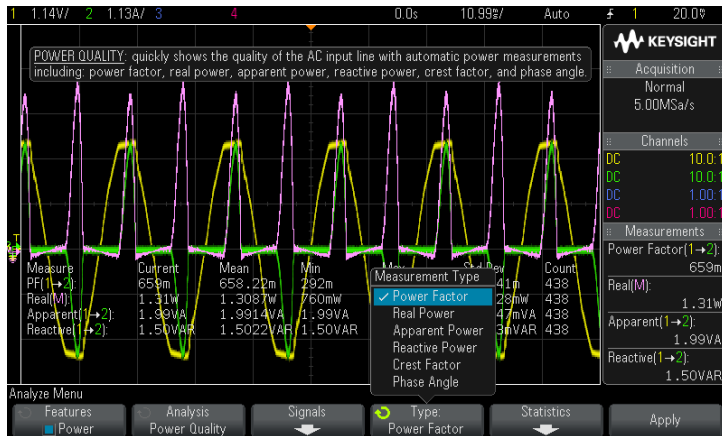 1 1.14V/ 2 1.13A/ 3 4 0.0s 10.99%/ Auto 1 20.0V
POWER QUALITY: quickly shows the quality of the AC input line with automatic power measurements
including: power factor, real power, apparent power, reactive power, crest factor, and phase angle.
KEYSIGHT
Acquisition
Normal
5.00MSa/s
Channels
DC 10.0:1
DC 10.0:1
DC 1.00:1
DC 1.00:1
Measurements
Power Factor(1→2):
659m
Real(M):
1.31W
Apparent(1→2):
1.99VA
Reactive(1→2):
1.50VAR
Measure Current Mean Min Dev Count
PF(1→2): 659m 658.22m 292m 41m 438
Real(M): 1.31W 1.3087W 760mW 28mW 438
Apparent(1→2): 1.99VA 1.9914VA 1.99VA 47mVA 438
Reactive(1→2): 1.50VAR 1.5022VAR 1.50VAR 3mVAR 438
Measurement Type
✓ Power Factor
Real Power
Apparent Power
Reactive Power
Crest Factor
Phase Angle
Analyze Menu
Features
Power
Analysis
Power Quality
Signals
Type:
Power Factor
Statistics
Apply